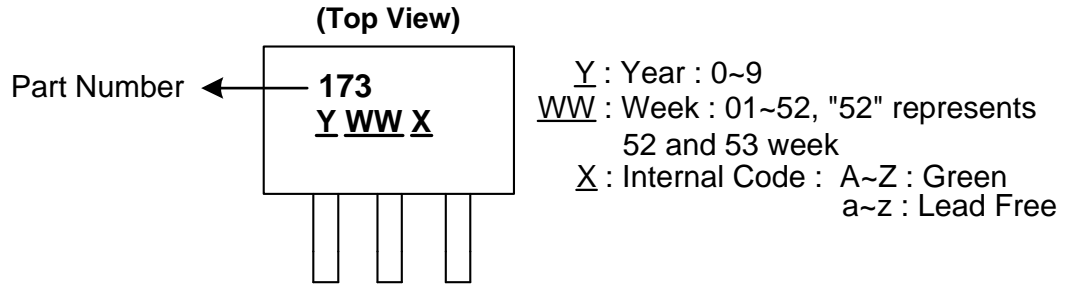 (Top View)
Part Number
173
Y WW X
Y : Year : 0~9
WW : Week : 01~52, "52" represents
52 and 53 week
X : Internal Code : A~Z : Green
a~z : Lead Free